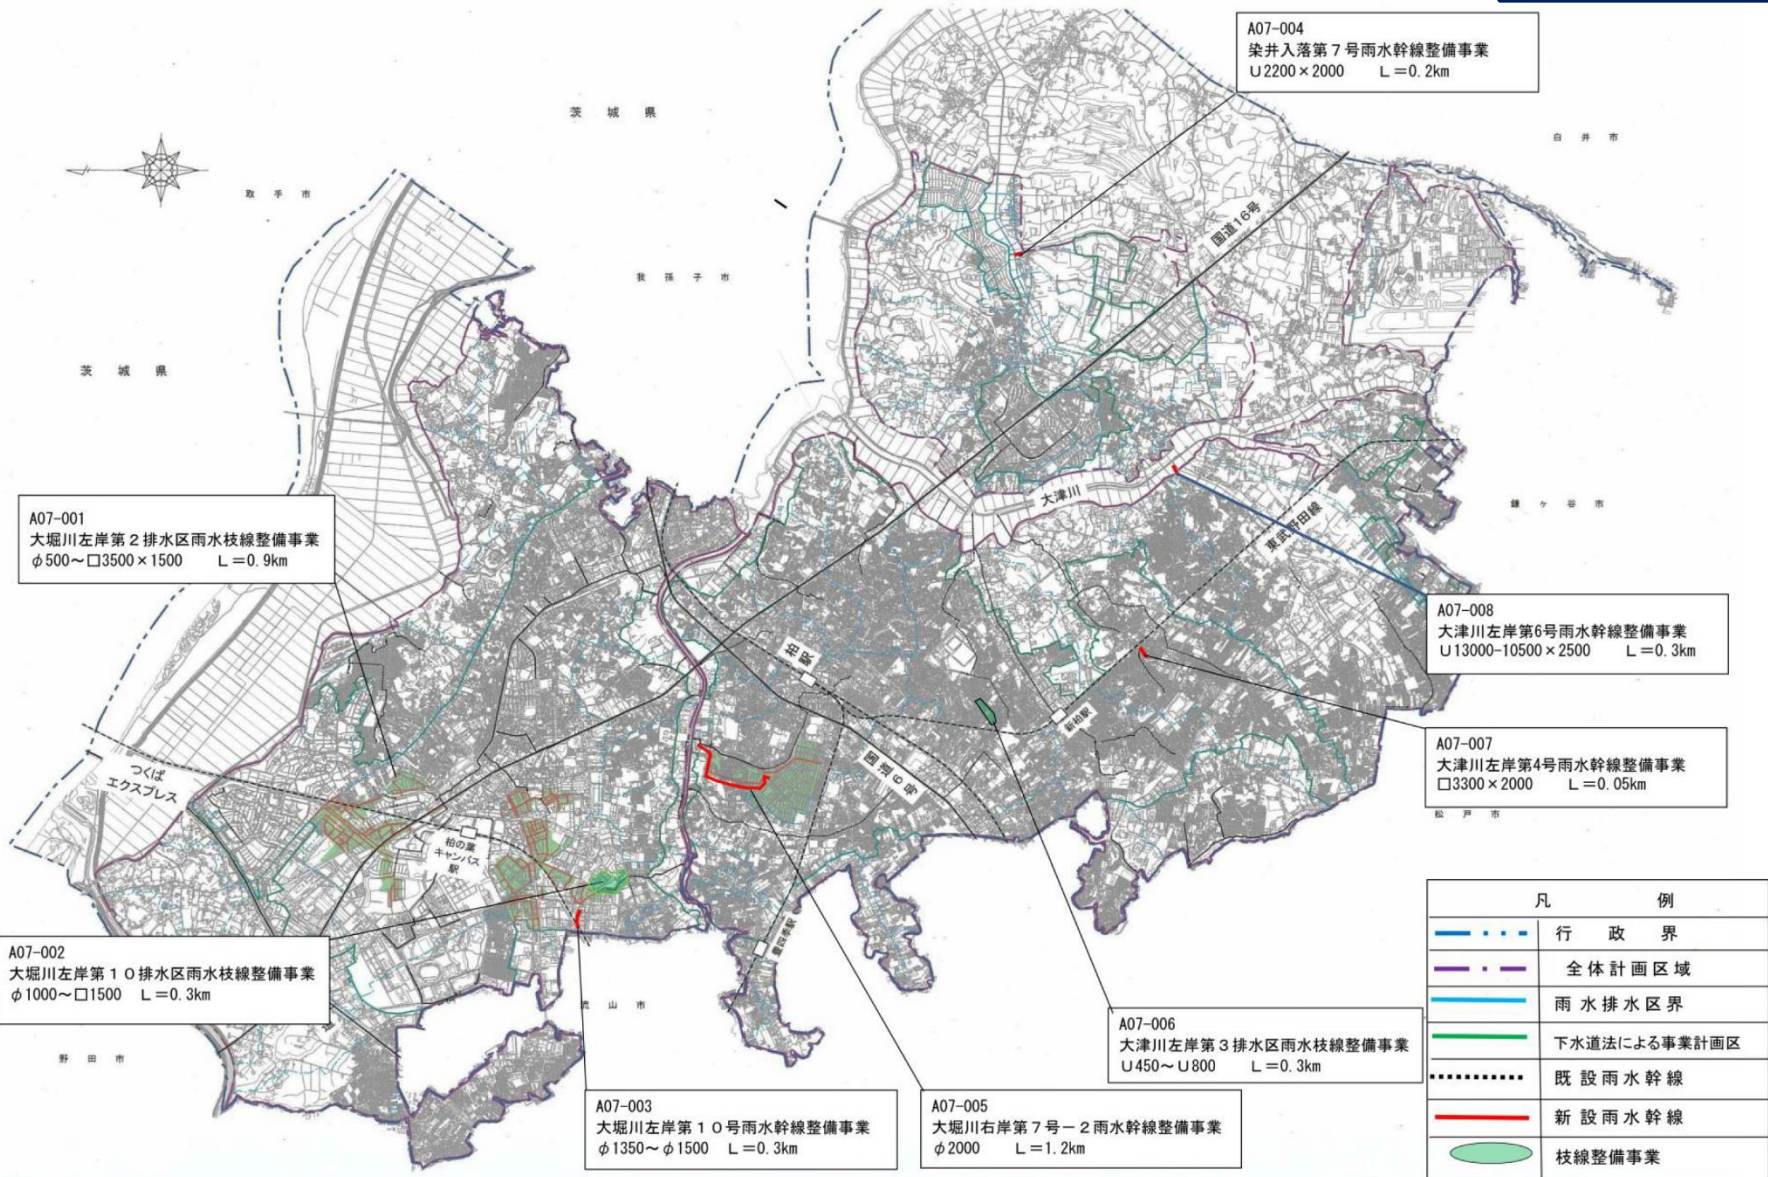 A07-004
染井入落第7号雨水幹線整備事業
U2200×2000 L=0.2km
茨城県
白井市
取手市
国道16号
我孫子市
茨城県
大津川
鎌ヶ谷市
東武野田線
A07-001
大堀川左岸第2排水区雨水枝線整備事業
φ500～□3500×1500 L=0.9km
A07-008
大津川左岸第6号雨水幹線整備事業
U13000-10500×2500 L=0.3km
柏駅
新柏駅
A07-007
大津川左岸第4号雨水幹線整備事業
□3300×2000 L=0.05km
つくば
エクスプレス
国道6号
松戸市
柏の葉
キャンパス
駅
豊四季駅
A07-002
大堀川左岸第10排水区雨水枝線整備事業
φ1000～□1500 L=0.3km
流山市
野田市
A07-006
大津川左岸第3排水区雨水枝線整備事業
U450～U800 L=0.3km
A07-003
大堀川左岸第10号雨水幹線整備事業
φ1350～φ1500 L=0.3km
A07-005
大堀川右岸第7号－2雨水幹線整備事業
φ2000 L=1.2km
凡例
行政界
全体計画区域
雨水排水区界
下水道法による事業計画区
既設雨水幹線
新設雨水幹線
枝線整備事業